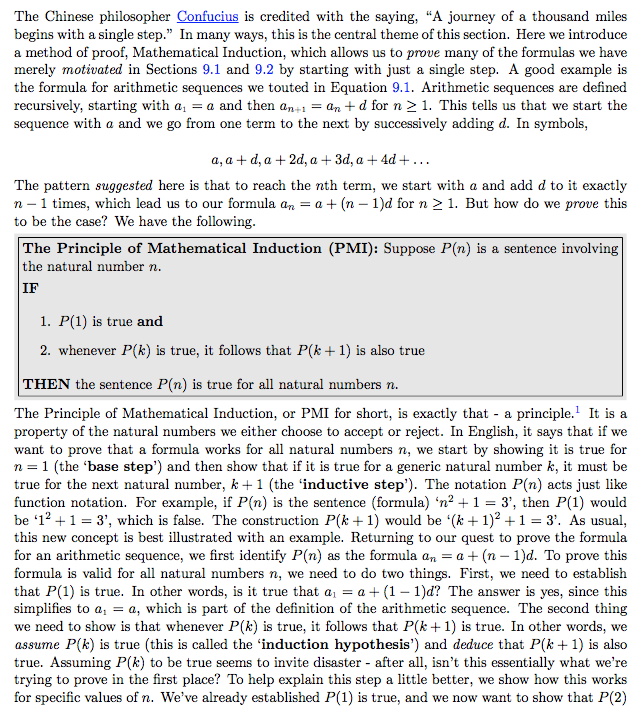 The Chinese philosopher Confucius is credited with the saying, “A journey of a thousand miles
begins with a single step.” In many ways, this is the central theme of this section. Here we introduce
a method of proof, Mathematical Induction, which allows us to prove many of the formulas we have
merely motivated in Sections 9.1 and 9.2 by starting with just a single step. A good example is
the formula for arithmetic sequences we touted in Equation 9.1. Arithmetic sequences are defined
recursively, starting with a₁ = a and then aₙ₊₁ = aₙ + d for n ≥ 1. This tells us that we start the
sequence with a and we go from one term to the next by successively adding d. In symbols,
a, a + d, a + 2d, a + 3d, a + 4d + . . .
The pattern suggested here is that to reach the nth term, we start with a and add d to it exactly
n − 1 times, which lead us to our formula aₙ = a + (n − 1)d for n ≥ 1. But how do we prove this
to be the case? We have the following.
The Principle of Mathematical Induction (PMI): Suppose P(n) is a sentence involving
the natural number n.
IF
1. P(1) is true and
2. whenever P(k) is true, it follows that P(k + 1) is also true
THEN the sentence P(n) is true for all natural numbers n.
The Principle of Mathematical Induction, or PMI for short, is exactly that - a principle.¹ It is a
property of the natural numbers we either choose to accept or reject. In English, it says that if we
want to prove that a formula works for all natural numbers n, we start by showing it is true for
n = 1 (the ‘base step’) and then show that if it is true for a generic natural number k, it must be
true for the next natural number, k + 1 (the ‘inductive step’). The notation P(n) acts just like
function notation. For example, if P(n) is the sentence (formula) ‘n² + 1 = 3’, then P(1) would
be ‘1² + 1 = 3’, which is false. The construction P(k + 1) would be ‘(k + 1)² + 1 = 3’. As usual,
this new concept is best illustrated with an example. Returning to our quest to prove the formula
for an arithmetic sequence, we first identify P(n) as the formula aₙ = a + (n − 1)d. To prove this
formula is valid for all natural numbers n, we need to do two things. First, we need to establish
that P(1) is true. In other words, is it true that a₁ = a + (1 − 1)d? The answer is yes, since this
simplifies to a₁ = a, which is part of the definition of the arithmetic sequence. The second thing
we need to show is that whenever P(k) is true, it follows that P(k + 1) is true. In other words, we
assume P(k) is true (this is called the ‘induction hypothesis’) and deduce that P(k + 1) is also
true. Assuming P(k) to be true seems to invite disaster - after all, isn’t this essentially what we’re
trying to prove in the first place? To help explain this step a little better, we show how this works
for specific values of n. We’ve already established P(1) is true, and we now want to show that P(2)